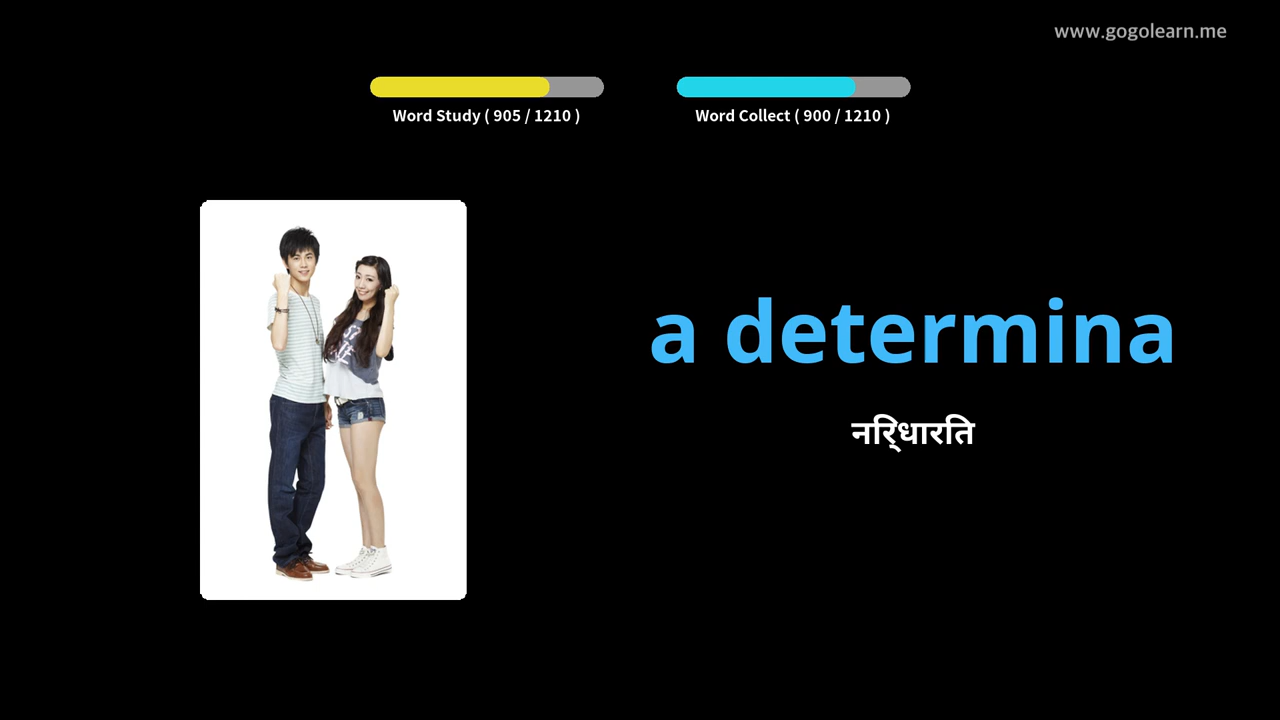 www.gogolearn.me
Word Study ( 905 / 1210 )
Word Collect ( 900 / 1210 )
a determina
नरि्धारति